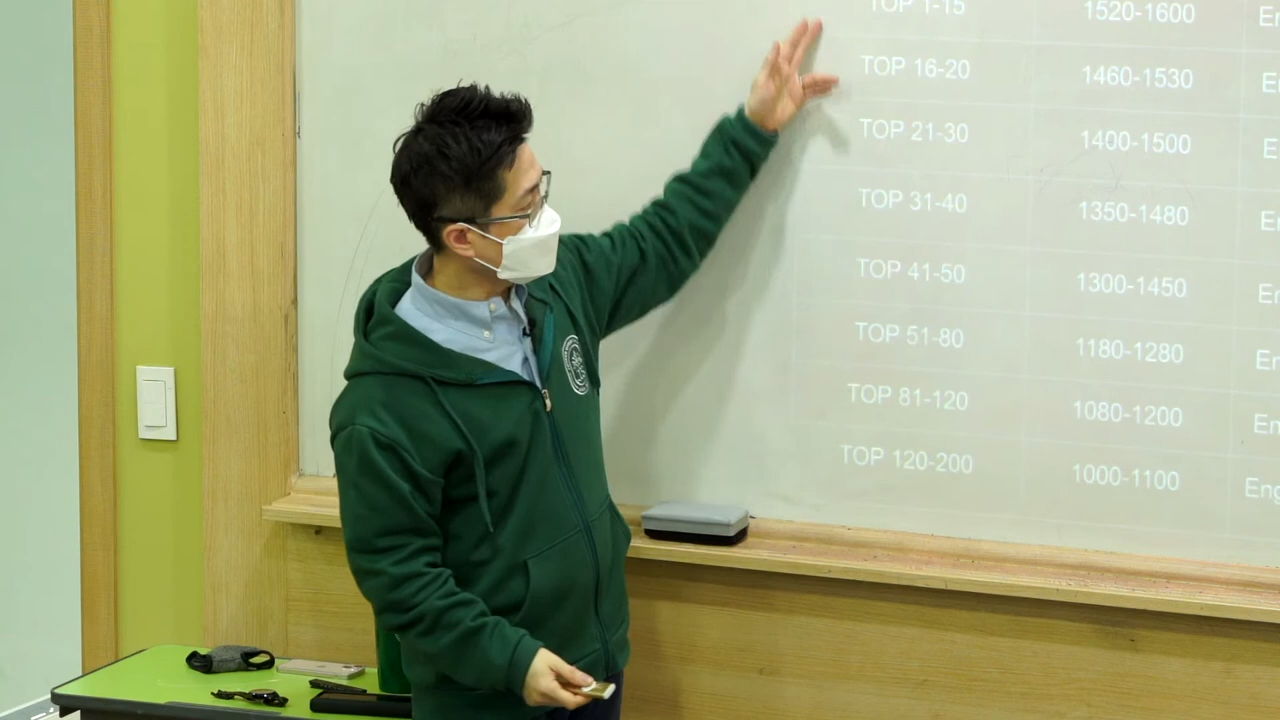 TOP 1-15 1520-1600
TOP 16-20 1460-1530
TOP 21-30 1400-1500
TOP 31-40 1350-1480
TOP 41-50 1300-1450
TOP 51-80 1180-1280
TOP 81-120 1080-1200
TOP 120-200 1000-1100